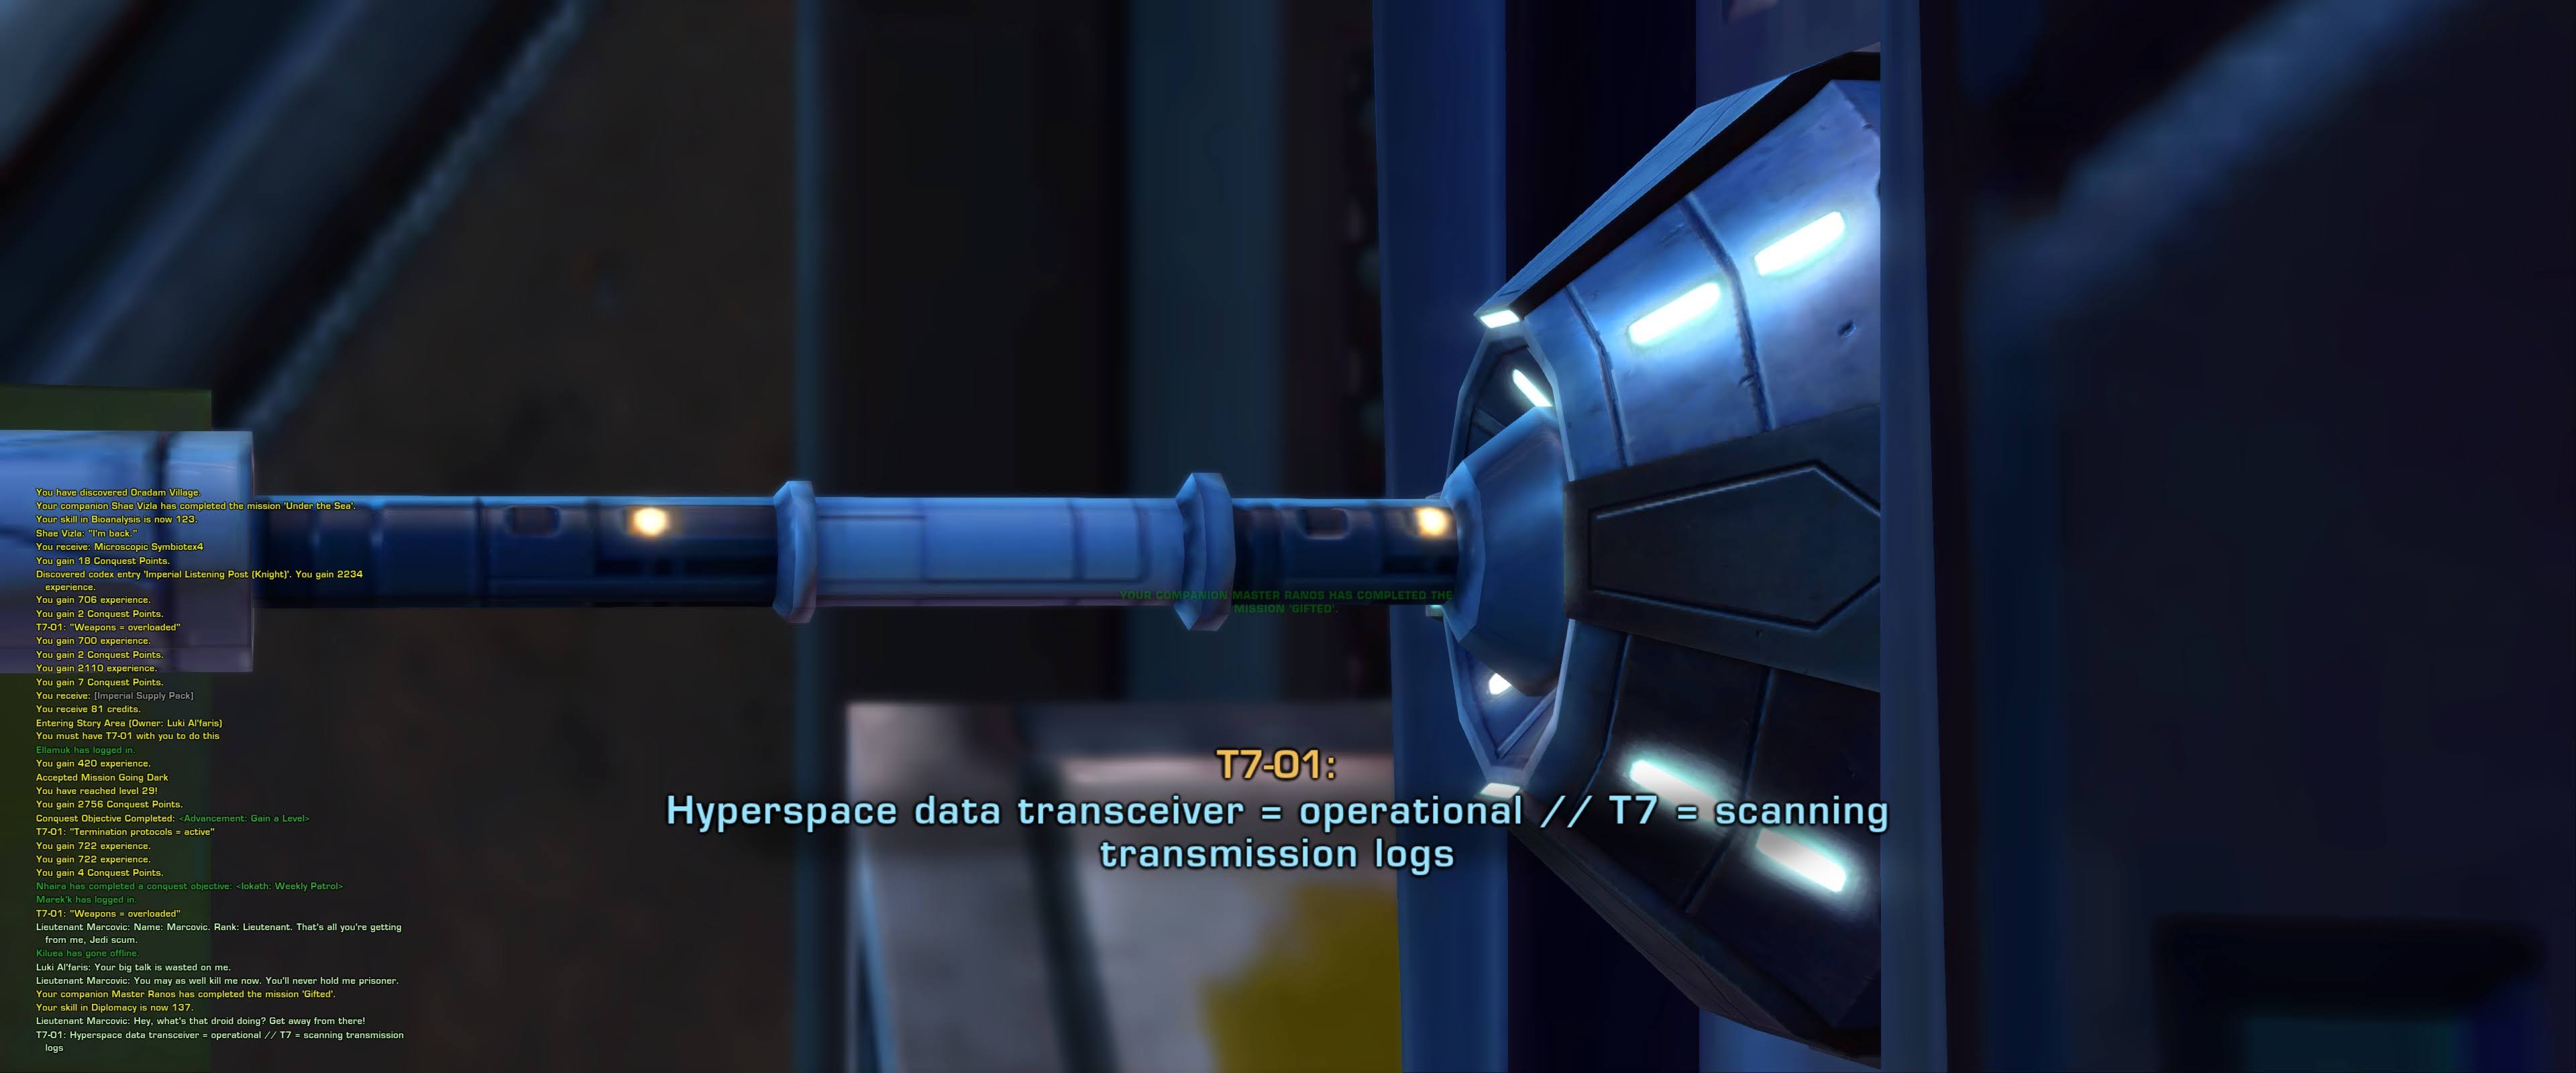 You have discovered Oradam Village.
Your companion Shae Vizla has completed the mission 'Under the Sea'.
Your skill in Bioanalysis is now 123.
Shae Vizla: "I'm back."
You receive: Microscopic Symbiotex4
You gain 18 Conquest Points.
Discovered codex entry 'Imperial Listening Post (Knight)'. You gain 2234
experience.
You gain 706 experience.
You gain 2 Conquest Points.
T7-01: "Weapons = overloaded"
You gain 700 experience.
You gain 2 Conquest Points.
You gain 2110 experience.
You gain 7 Conquest Points.
You receive: [Imperial Supply Pack]
You receive 81 credits.
Entering Story Area (Owner: Luki Al'faris)
You must have T7-01 with you to do this
Ellamuk has logged in.
You gain 420 experience.
Accepted Mission Going Dark
You have reached level 29!
You gain 2756 Conquest Points.
Conquest Objective Completed: <Advancement: Gain a Level>
T7-01: "Termination protocols = active"
You gain 722 experience.
You gain 722 experience.
You gain 4 Conquest Points.
Nhaira has completed a conquest objective: <Iokath: Weekly Patrol>
Marek'k has logged in.
T7-01: "Weapons = overloaded"
Lieutenant Marcovic: Name: Marcovic. Rank: Lieutenant. That's all you're getting
from me, Jedi scum.
Kiluea has gone offline.
Luki Al'faris: Your big talk is wasted on me.
Lieutenant Marcovic: You may as well kill me now. You'll never hold me prisoner.
Your companion Master Ranos has completed the mission 'Gifted'.
Your skill in Diplomacy is now 137.
Lieutenant Marcovic: Hey, what's that droid doing? Get away from there!
T7-01: Hyperspace data transceiver = operational // T7 = scanning transmission
logs
YOUR COMPANION MASTER RANOS HAS COMPLETED THE
MISSION 'GIFTED'.
T7-01:
Hyperspace data transceiver = operational // T7 = scanning
transmission logs